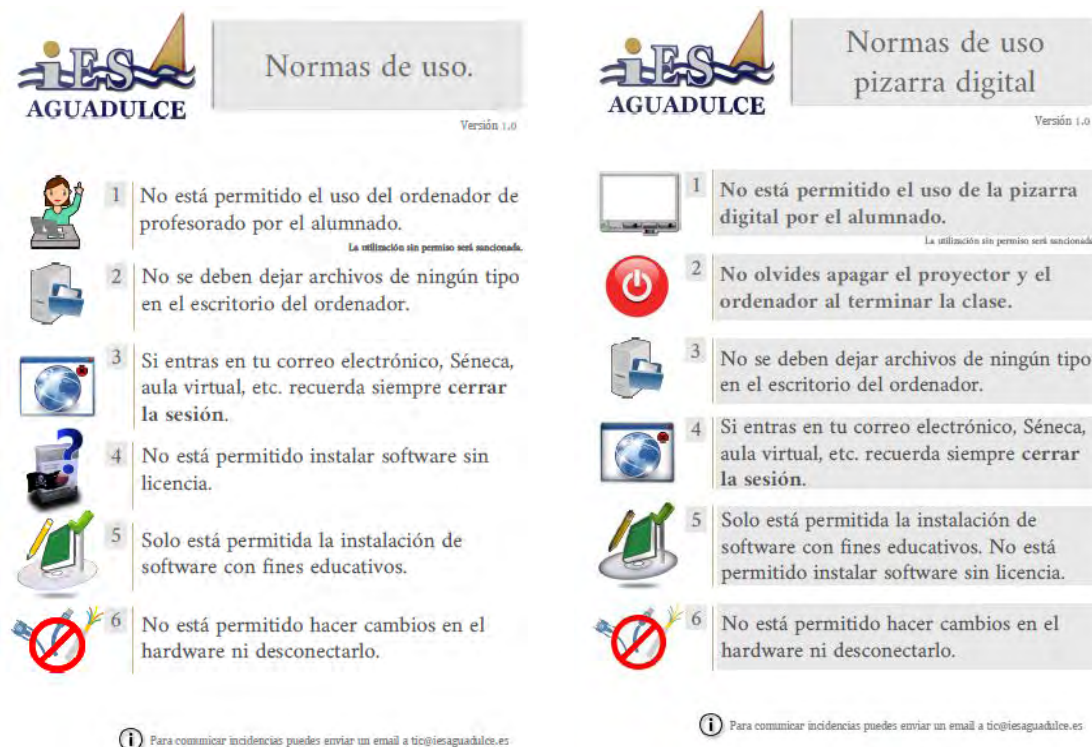 iES
AGUADULCE
Normas de uso.
Versión 1.0
1 No está permitido el uso del ordenador de
profesorado por el alumnado.
La utilización sin permiso será sancionada.
2 No se deben dejar archivos de ningún tipo
en el escritorio del ordenador.
3 Si entras en tu correo electrónico, Séneca,
aula virtual, etc. recuerda siempre cerrar
la sesión.
4 No está permitido instalar software sin
licencia.
5 Solo está permitida la instalación de
software con fines educativos.
6 No está permitido hacer cambios en el
hardware ni desconectarlo.
Para comunicar incidencias puedes enviar un email a tic@iesaguadulce.es
iES
AGUADULCE
Normas de uso
pizarra digital
Versión 1.0
1 No está permitido el uso de la pizarra
digital por el alumnado.
La utilización sin permiso será sancionada
2 No olvides apagar el proyector y el
ordenador al terminar la clase.
3 No se deben dejar archivos de ningún tipo
en el escritorio del ordenador.
4 Si entras en tu correo electrónico, Séneca,
aula virtual, etc. recuerda siempre cerrar
la sesión.
5 Solo está permitida la instalación de
software con fines educativos. No está
permitido instalar software sin licencia.
6 No está permitido hacer cambios en el
hardware ni desconectarlo.
Para comunicar incidencias puedes enviar un email a tic@iesaguadulce.es